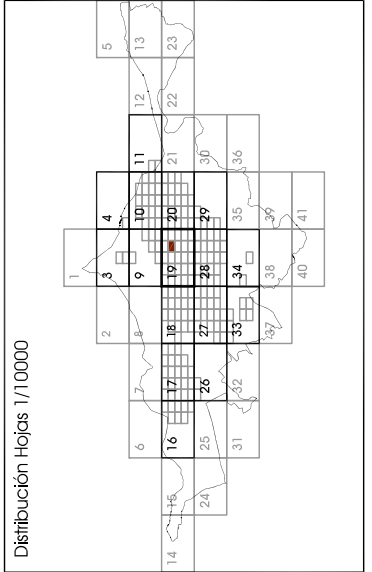 Distribución Hojas 1/10000
1
2 3 4 5
6 7 8 9 10 11 12 13
14 15 16 17 18 19 20 21 22 23
24 25 26 27 28 29 30
31 32 33 34 35 36
37 38 39
40 41